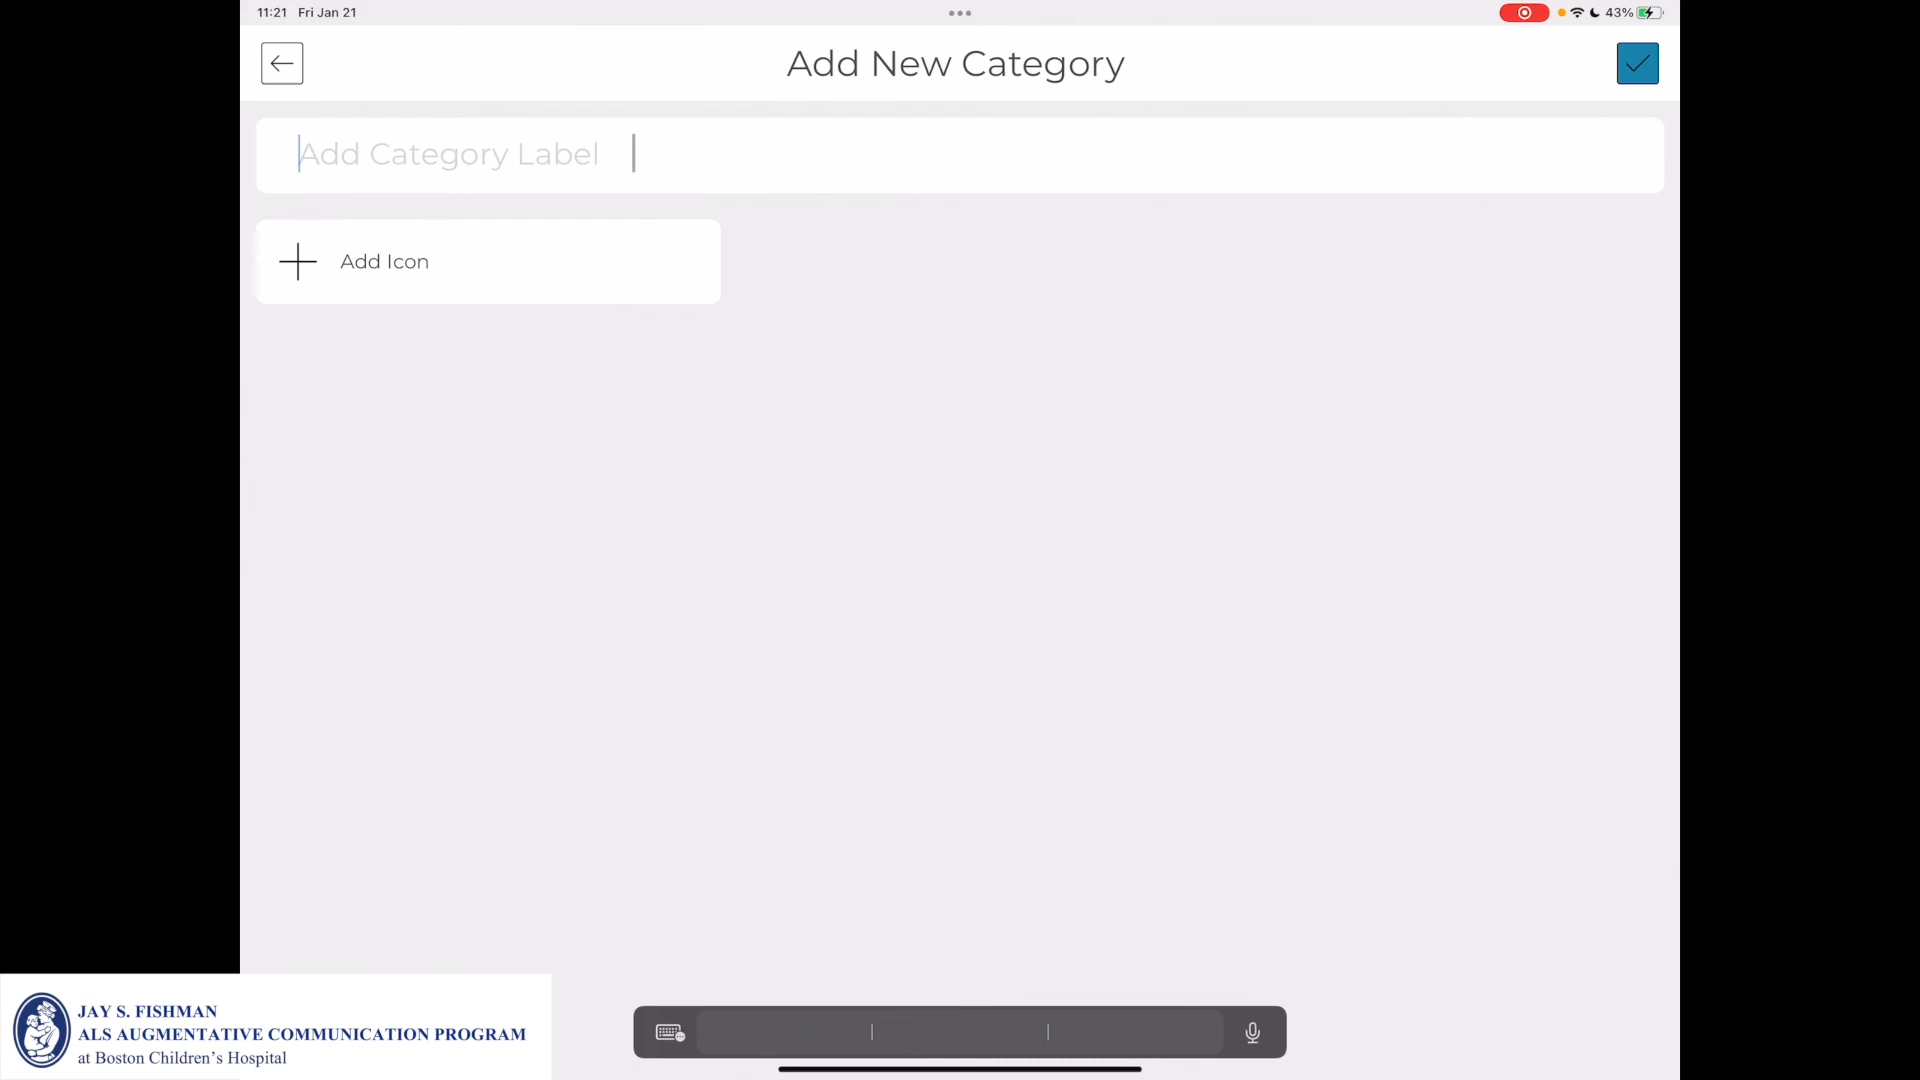 11:21 Fri Jan 21
43%
Add New Category
Add Category Label
Add Icon
JAY S. FISHMAN
ALS AUGMENTATIVE COMMUNICATION PROGRAM
at Boston Children's Hospital